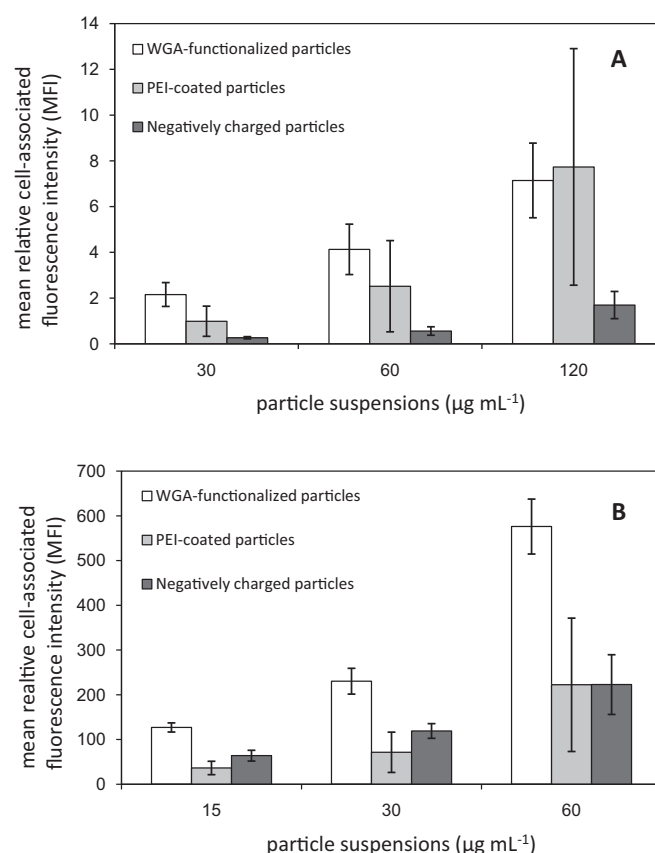 14
12
10
8
6
4
2
0
mean relative cell-associated
fluorescence intensity (MFI)
WGA-functionalized particles
PEI-coated particles
Negatively charged particles
A
30 60 120
particle suspensions (µg mL-1)
700
600
500
400
300
200
100
0
mean realtive cell-associated
fluorescence intensity (MFI)
WGA-functionalized particles
PEI-coated particles
Negatively charged particles
B
15 30 60
particle suspensions (µg mL-1)